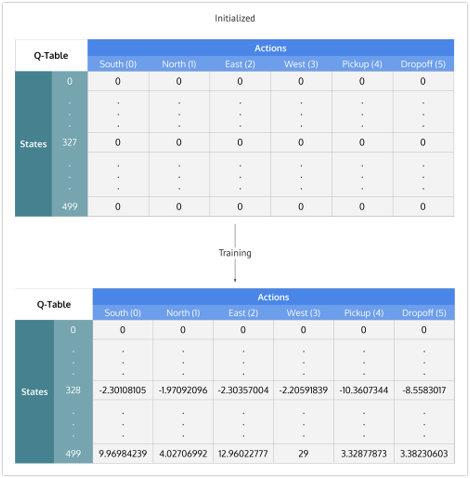 Initialized
Q-Table
Actions
South (0) North (1) East (2) West (3) Pickup (4) Dropoff (5)
States
0 0 0 0 0 0 0
. . . . . . .
. . . . . . .
. . . . . . .
327 0 0 0 0 0 0
. . . . . . .
. . . . . . .
. . . . . . .
499 0 0 0 0 0 0
Training
Q-Table
Actions
South (0) North (1) East (2) West (3) Pickup (4) Dropoff (5)
States
0 0 0 0 0 0 0
. . . . . . .
. . . . . . .
. . . . . . .
328 -2.30108105 -1.97092096 -2.30357004 -2.20591839 -10.3607344 -8.5583017
. . . . . . .
. . . . . . .
. . . . . . .
499 9.96984239 4.02706992 12.96022777 29 3.32877873 3.38230603